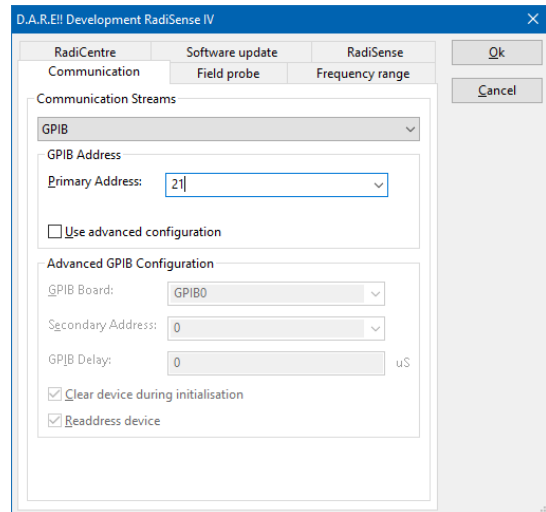 D.A.R.E!! Development RadiSense IV
RadiCentre Software update RadiSense
Communication Field probe Frequency range
Ok
Cancel
Communication Streams
GPIB
GPIB Address
Primary Address: 21
Use advanced configuration
Advanced GPIB Configuration
GPIB Board: GPIB0
Secondary Address: 0
GPIB Delay: 0 uS
Clear device during initialisation
Readdress device